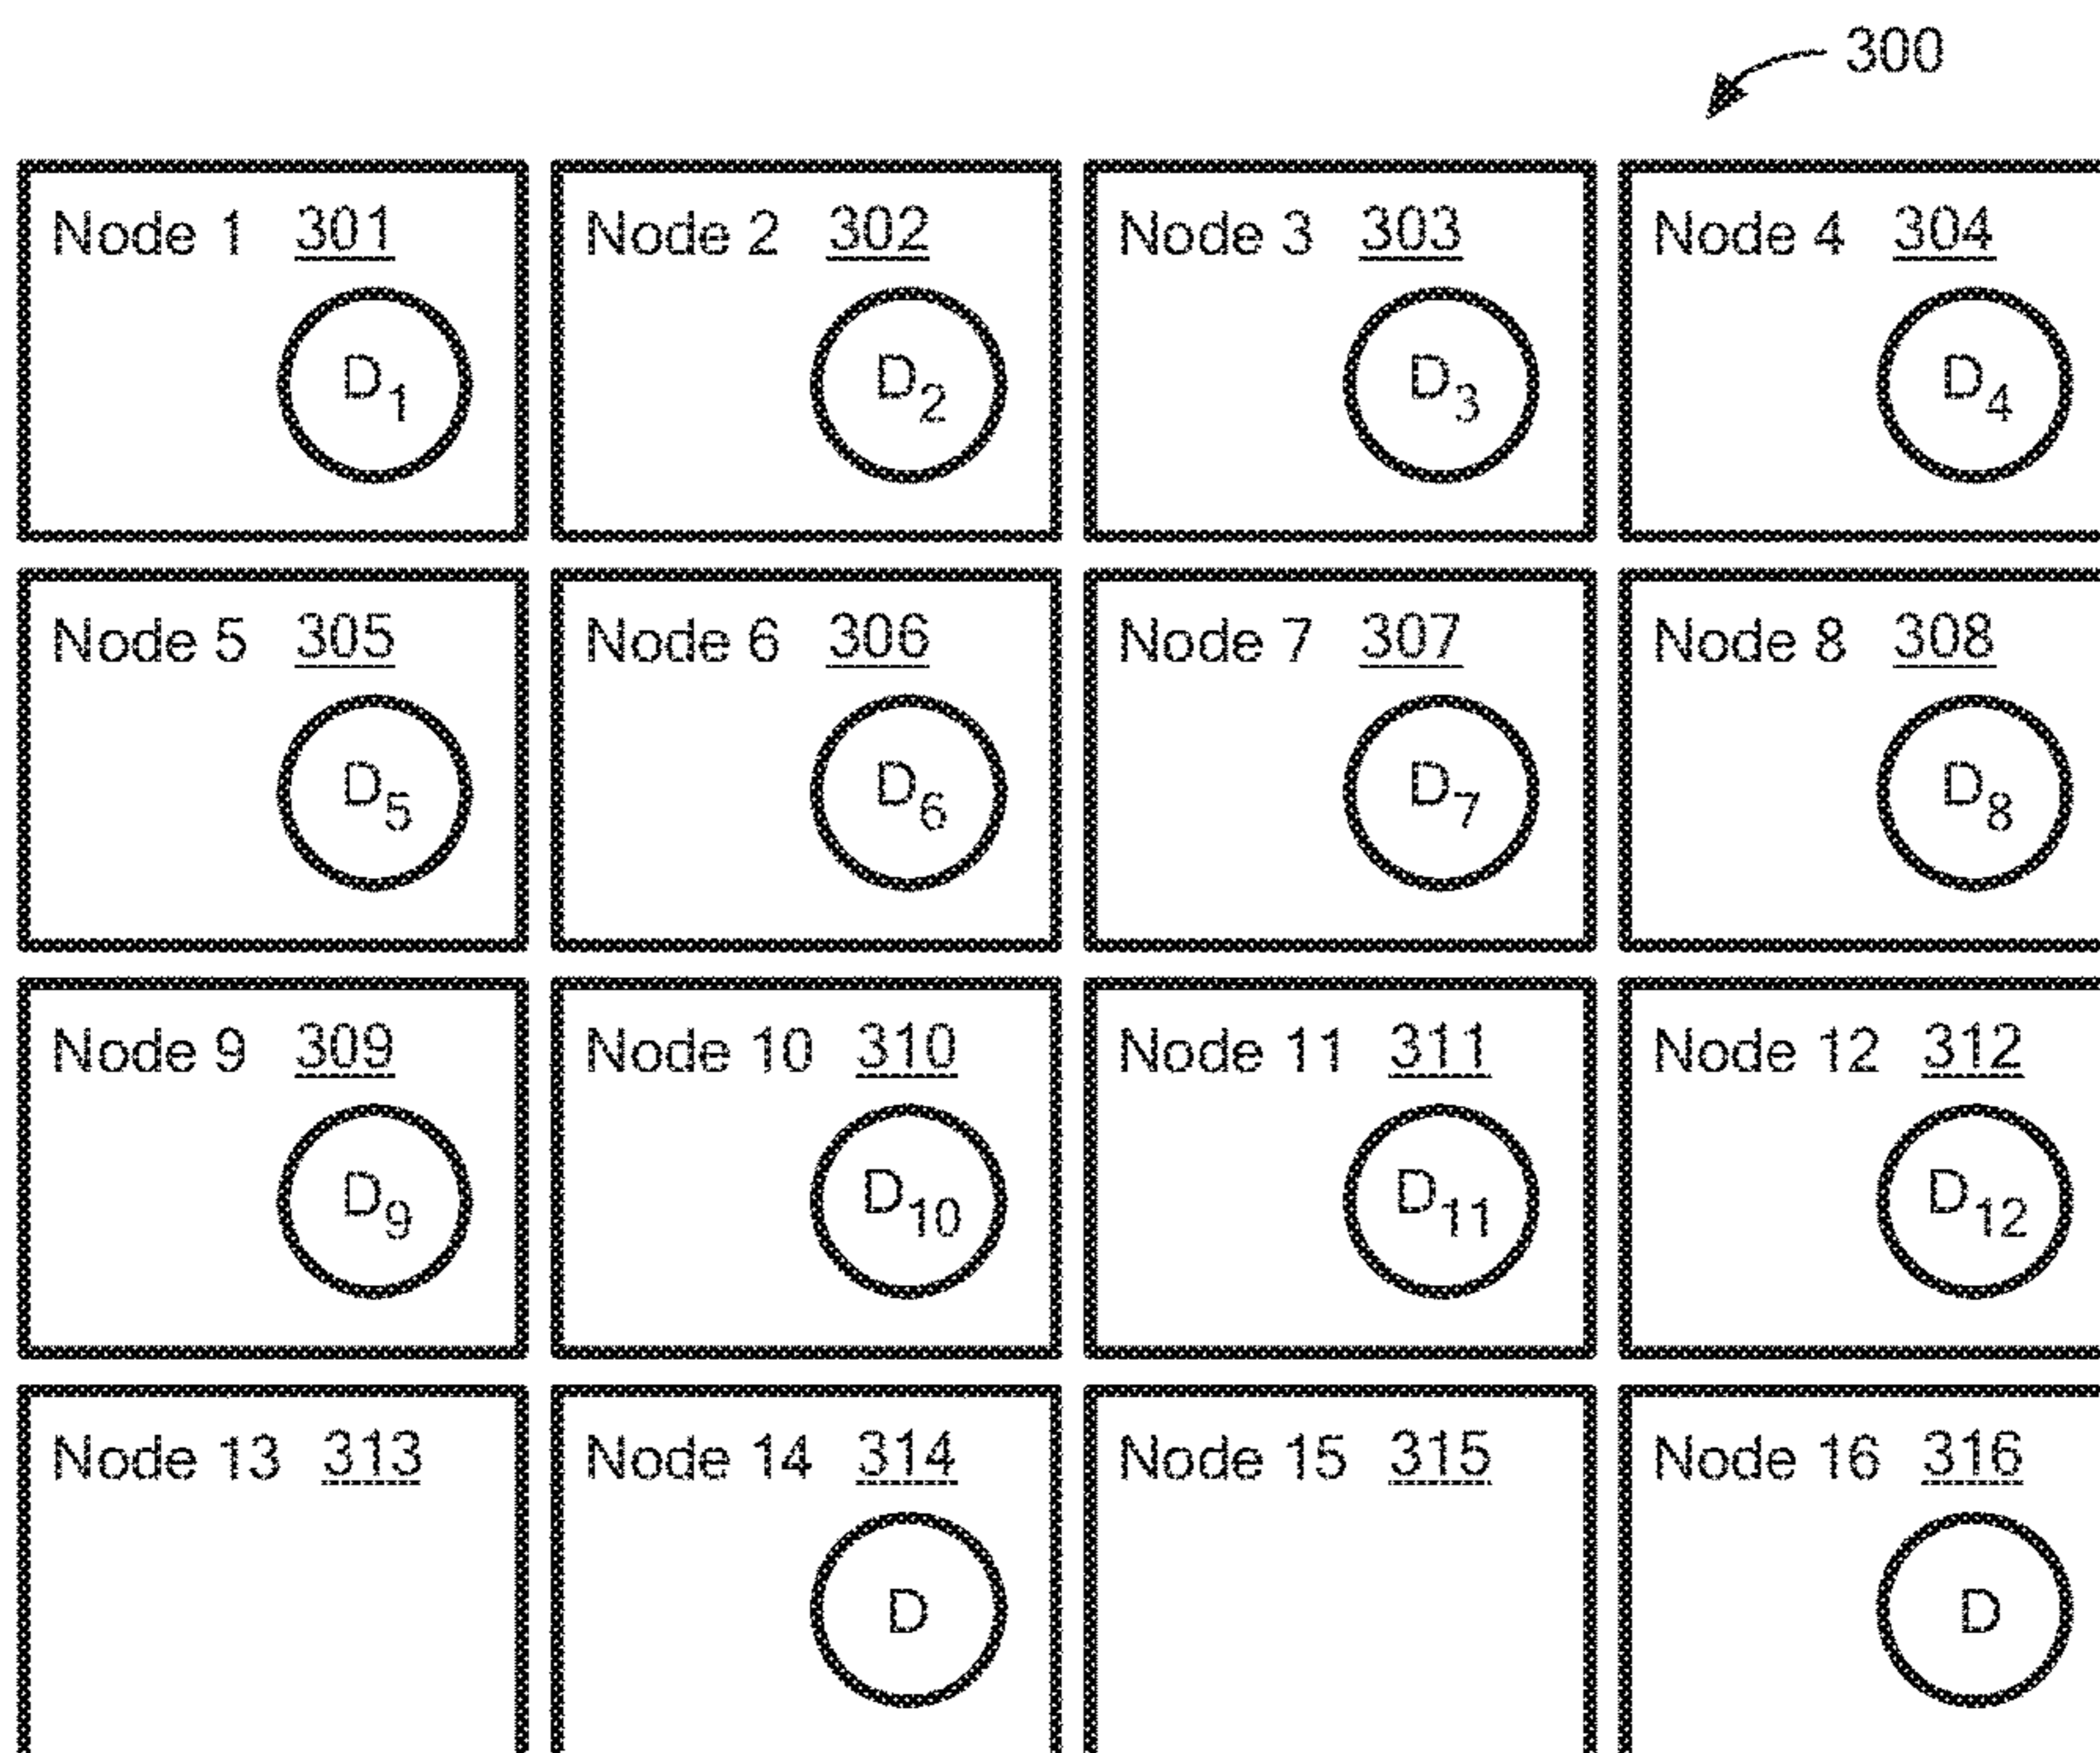 300
Node 1 301 Node 2 302 Node 3 303 Node 4 304
D1 D2 D3 D4
Node 5 305 Node 6 306 Node 7 307 Node 8 308
D5 D6 D7 D8
Node 9 309 Node 10 310 Node 11 311 Node 12 312
D9 D10 D11 D12
Node 13 313 Node 14 314 Node 15 315 Node 16 316
D D